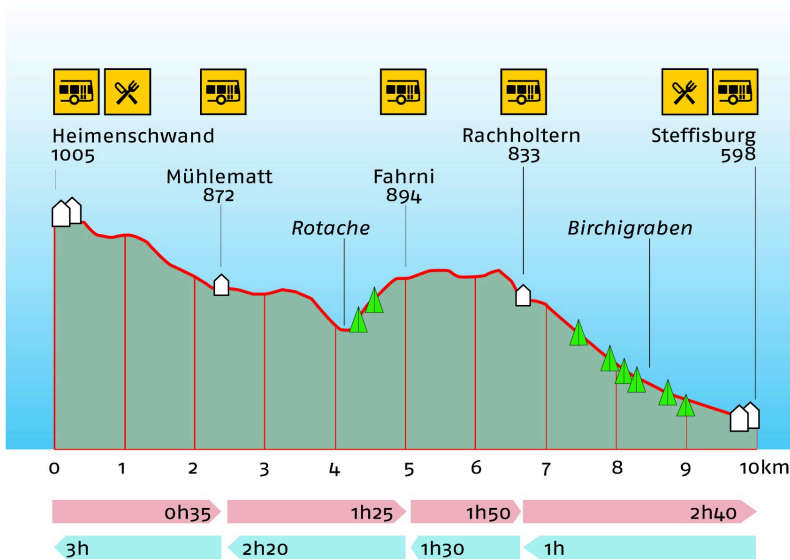 Heimenschwand
1005
Mühlematt
872
Rotache
Fahrni
894
Rachholtern
833
Birchigraben
Steffisburg
598
0 1 2 3 4 5 6 7 8 9 10km
0h35 1h25 1h50 2h40
3h 2h20 1h30 1h